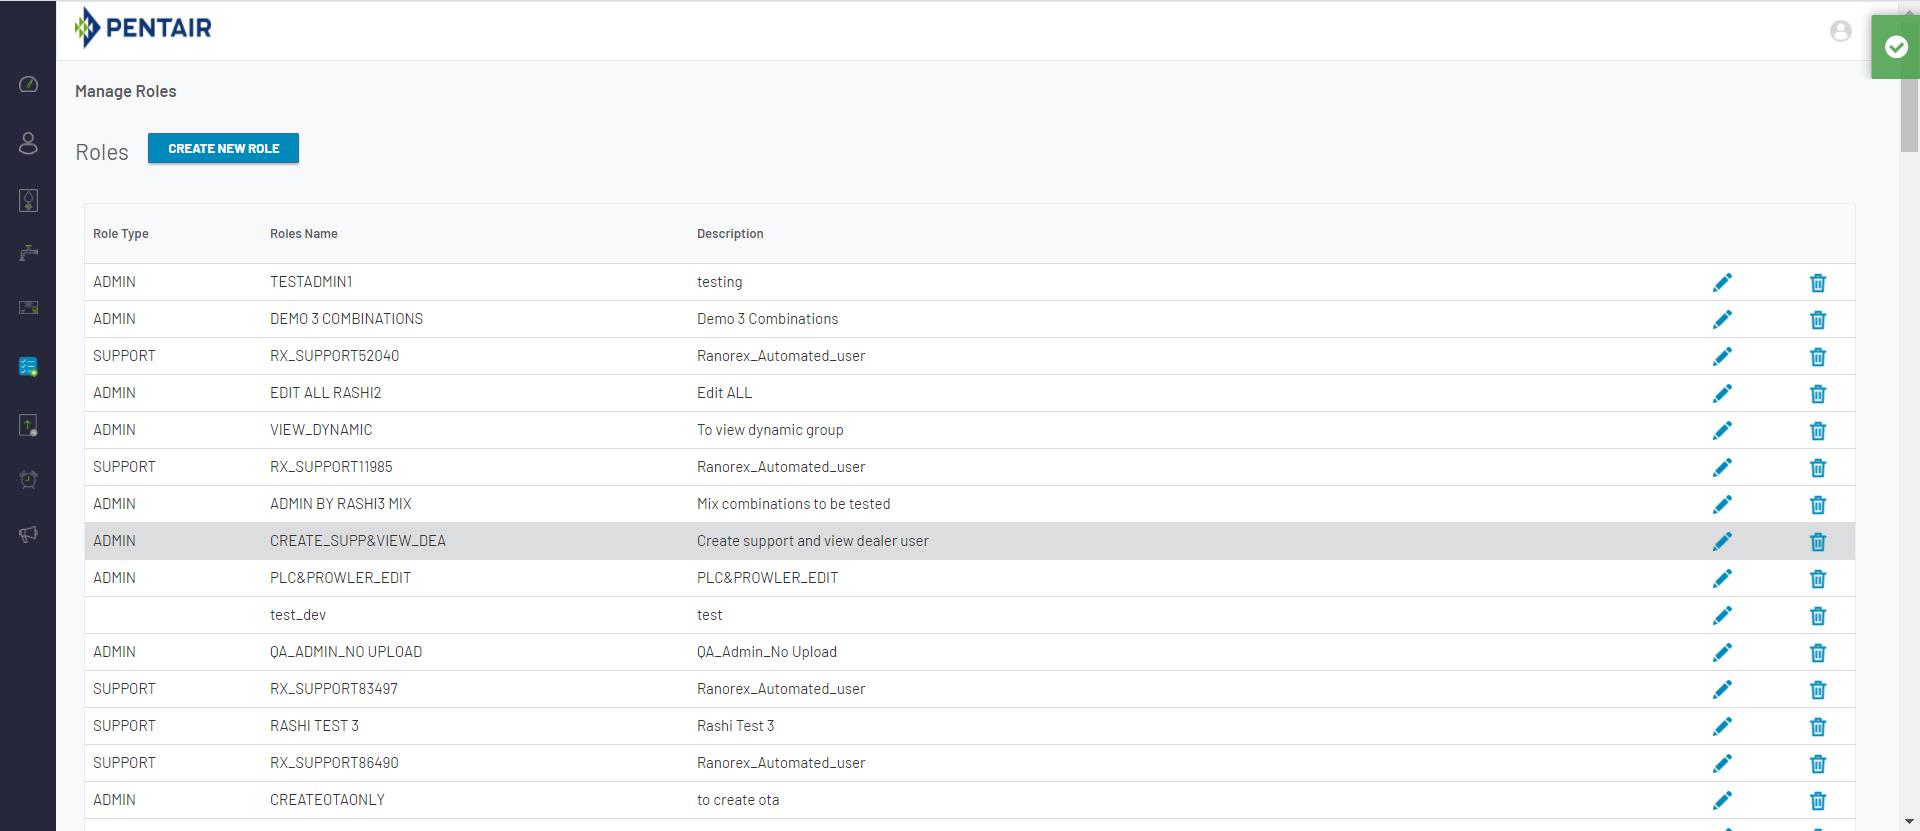 PENTAIR
Manage Roles
Roles CREATE NEW ROLE
Role Type Roles Name Description
ADMIN TESTADMIN1 testing
ADMIN DEMO 3 COMBINATIONS Demo 3 Combinations
SUPPORT RX_SUPPORT52040 Ranorex_Automated_user
ADMIN EDIT ALL RASHI2 Edit ALL
ADMIN VIEW_DYNAMIC To view dynamic group
SUPPORT RX_SUPPORT11985 Ranorex_Automated_user
ADMIN ADMIN BY RASHI3 MIX Mix combinations to be tested
ADMIN CREATE_SUPP&VIEW_DEA Create support and view dealer user
ADMIN PLC&PROWLER_EDIT PLC&PROWLER_EDIT
test_dev test
ADMIN QA_ADMIN_NO UPLOAD QA_Admin_No Upload
SUPPORT RX_SUPPORT83497 Ranorex_Automated_user
SUPPORT RASHI TEST 3 Rashi Test 3
SUPPORT RX_SUPPORT86490 Ranorex_Automated_user
ADMIN CREATEOTAONLY to create ota